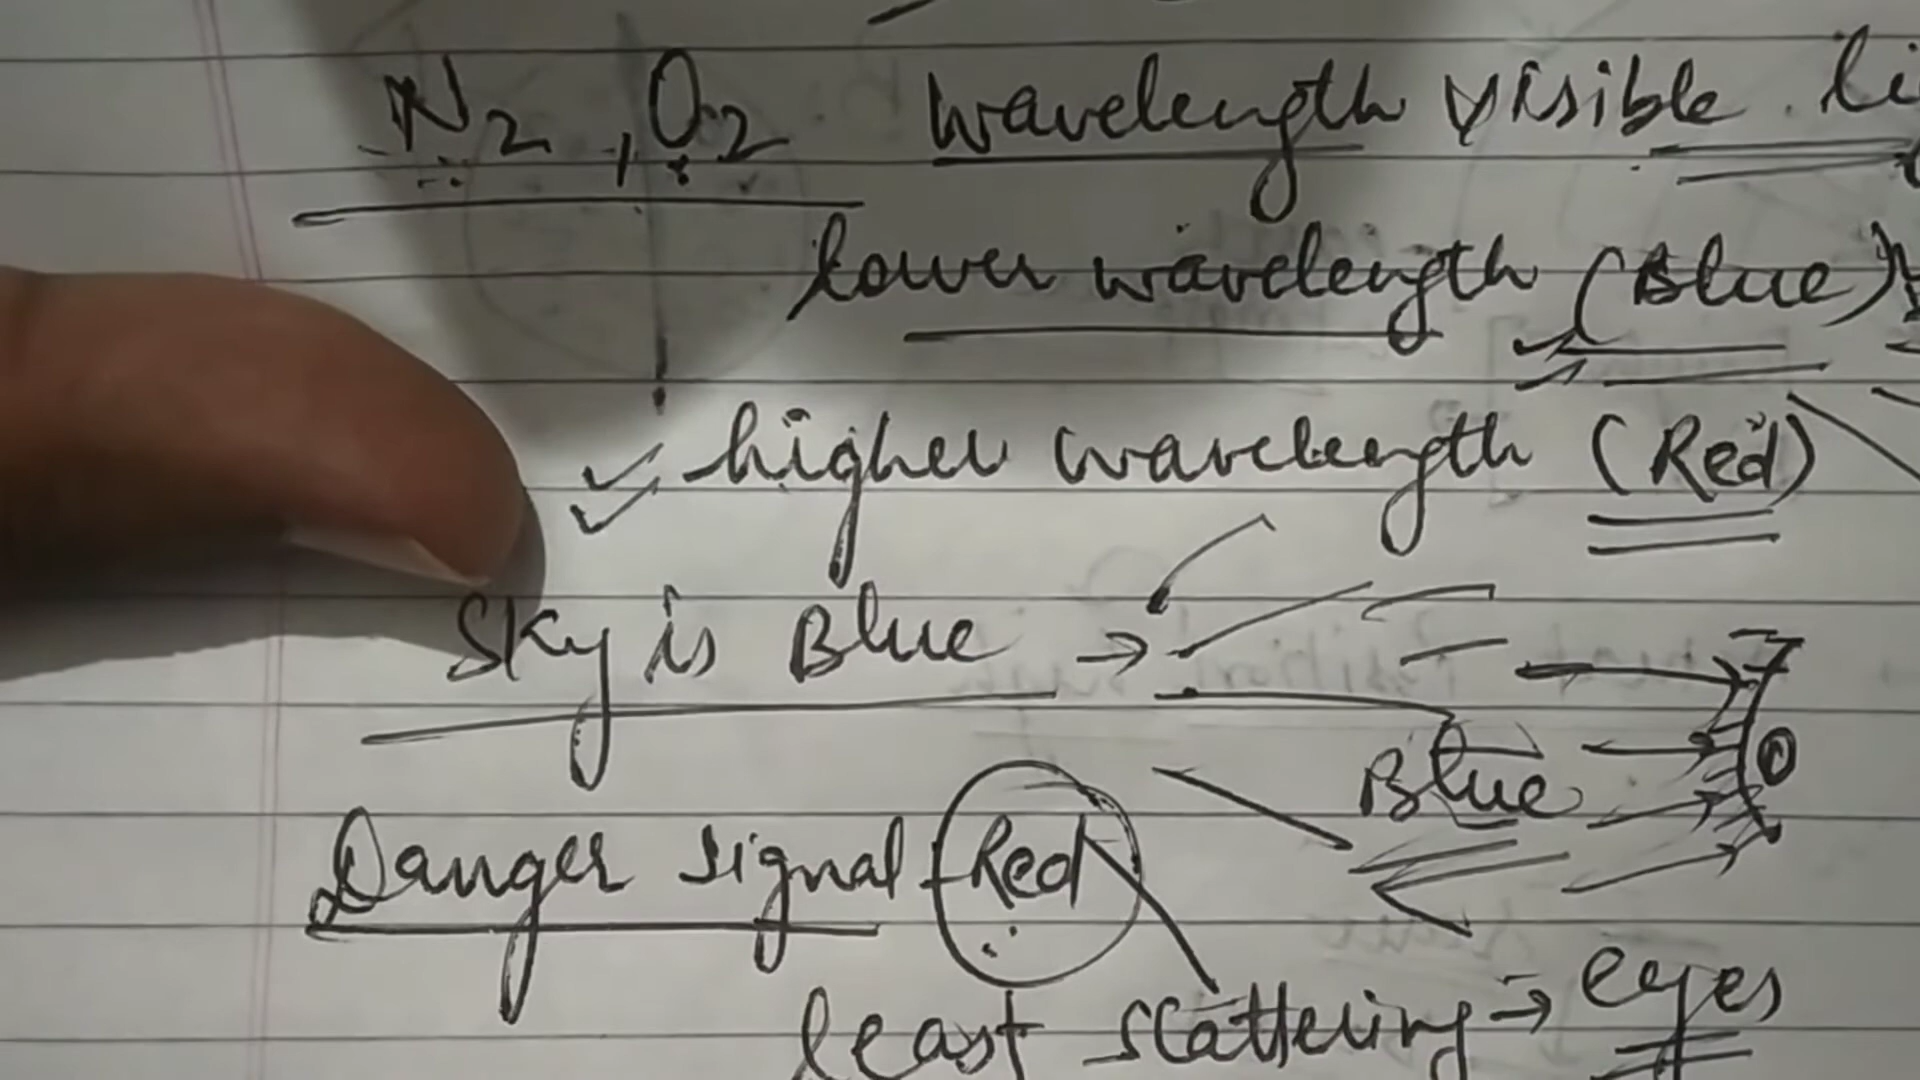 N2, O2 wavelength visible li
lower wavelength (Blue)
higher wavelength (Red)
Sky is Blue →
Blue
Danger signal - Red
least scattering → eyes